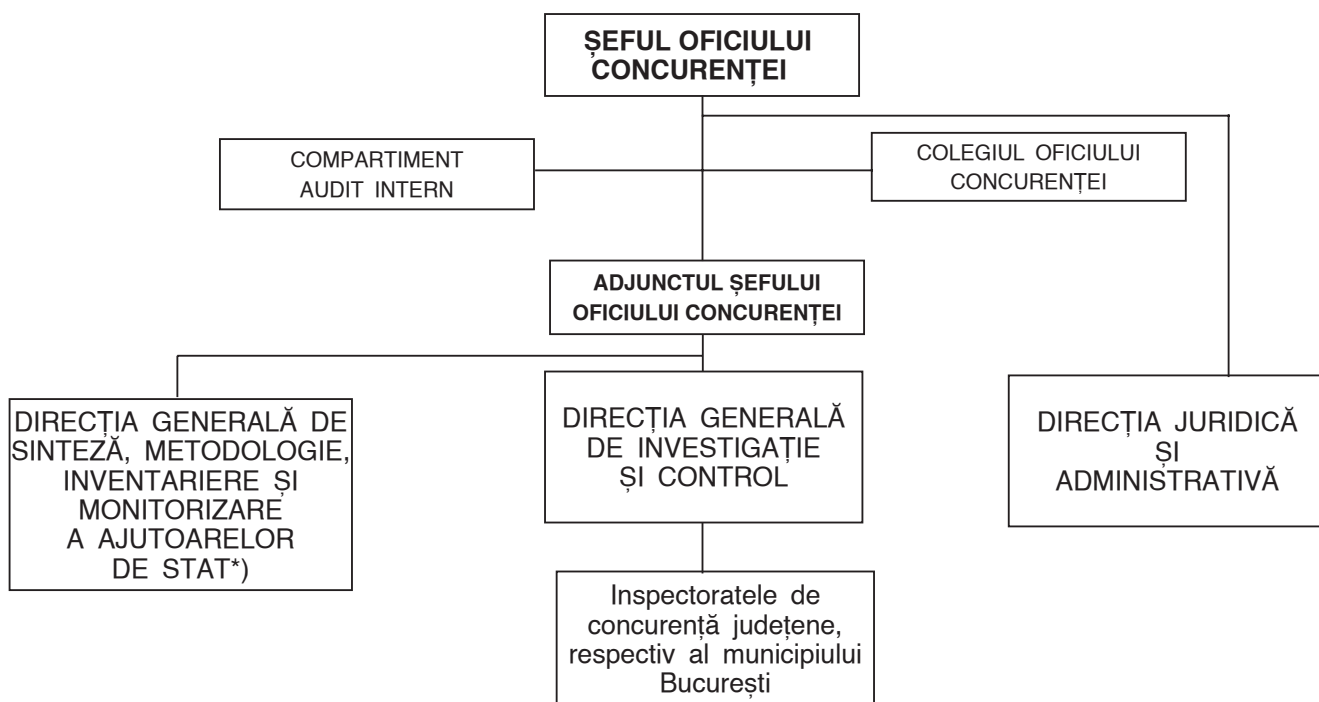 ȘEFUL OFICIULUI
CONCURENȚEI
COMPARTIMENT
AUDIT INTERN
COLEGIUL OFICIULUI
CONCURENȚEI
ADJUNCTUL ȘEFULUI
OFICIULUI CONCURENȚEI
DIRECȚIA GENERALĂ DE
SINTEZĂ, METODOLOGIE,
INVENTARIERE ȘI
MONITORIZARE
A AJUTOARELOR
DE STAT*)
DIRECȚIA GENERALĂ
DE INVESTIGAȚIE
ȘI CONTROL
DIRECȚIA JURIDICĂ
ȘI
ADMINISTRATIVĂ
Inspectoratele de
concurență județene,
respectiv al municipiului
București